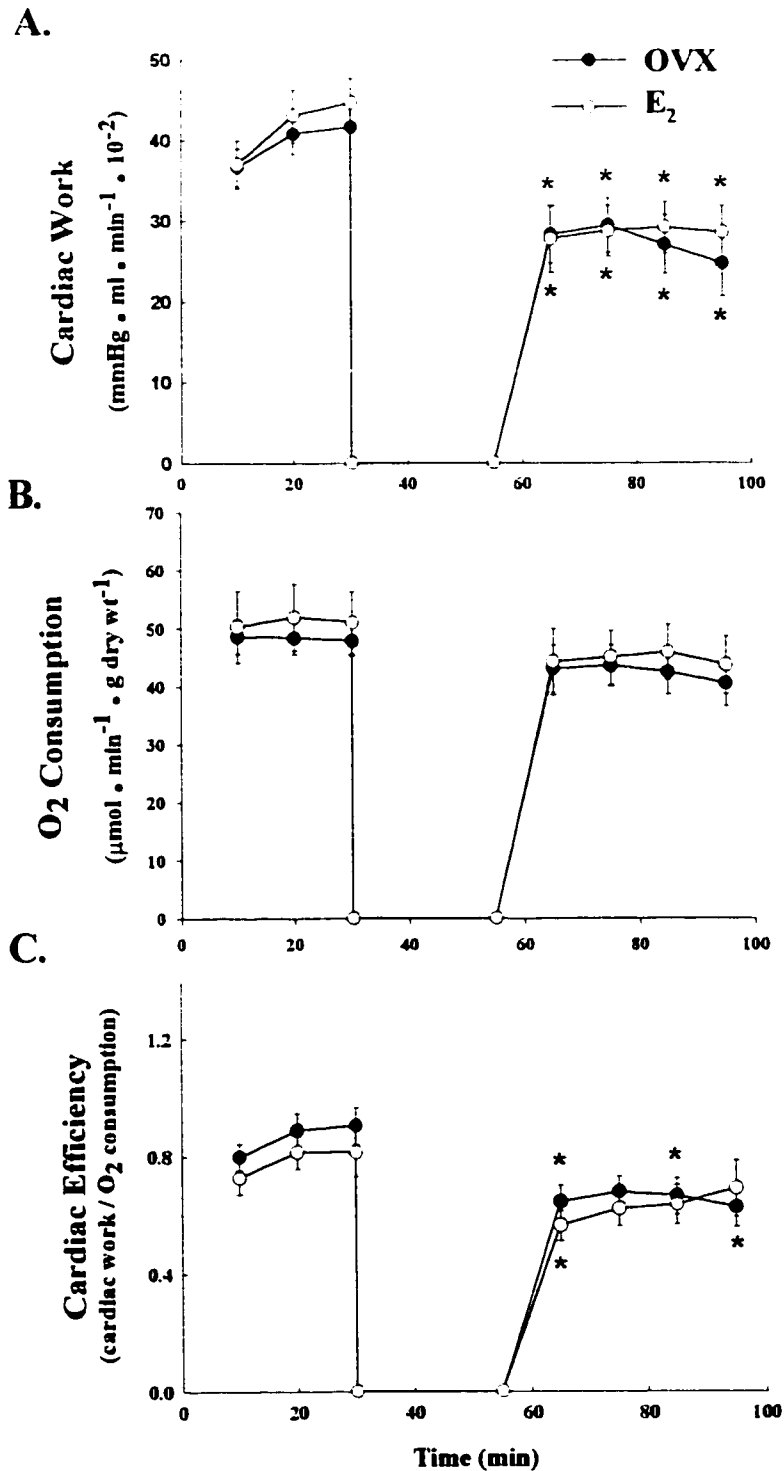 A.
OVX
E₂
Cardiac Work
(mmHg • ml • min⁻¹ • 10⁻²)
50
40
30
20
10
0
* * * *
* * * *
0 20 40 60 80 100
B.
O₂ Consumption
(μmol • min⁻¹ • g dry wt⁻¹)
70
60
50
40
30
20
10
0
0 20 40 60 80 100
C.
Cardiac Efficiency
(cardiac work / O₂ consumption)
1.2
0.8
0.4
0.0
* *
* *
0 20 40 60 80 100
Time (min)